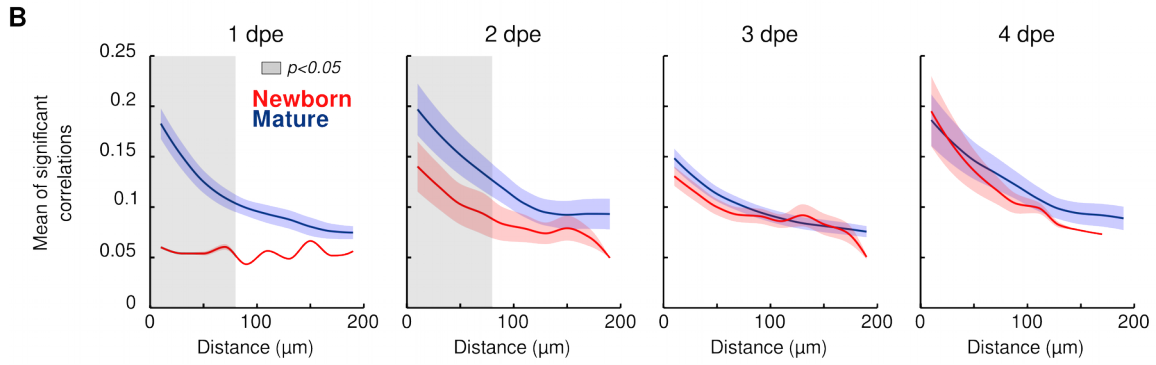 B
1 dpe
2 dpe
3 dpe
4 dpe
Mean of significant
correlations
0.25
0.2
0.15
0.1
0.05
0
p<0.05
Newborn
Mature
0 100 200
0 100 200
0 100 200
0 100 200
Distance (µm)
Distance (µm)
Distance (µm)
Distance (µm)